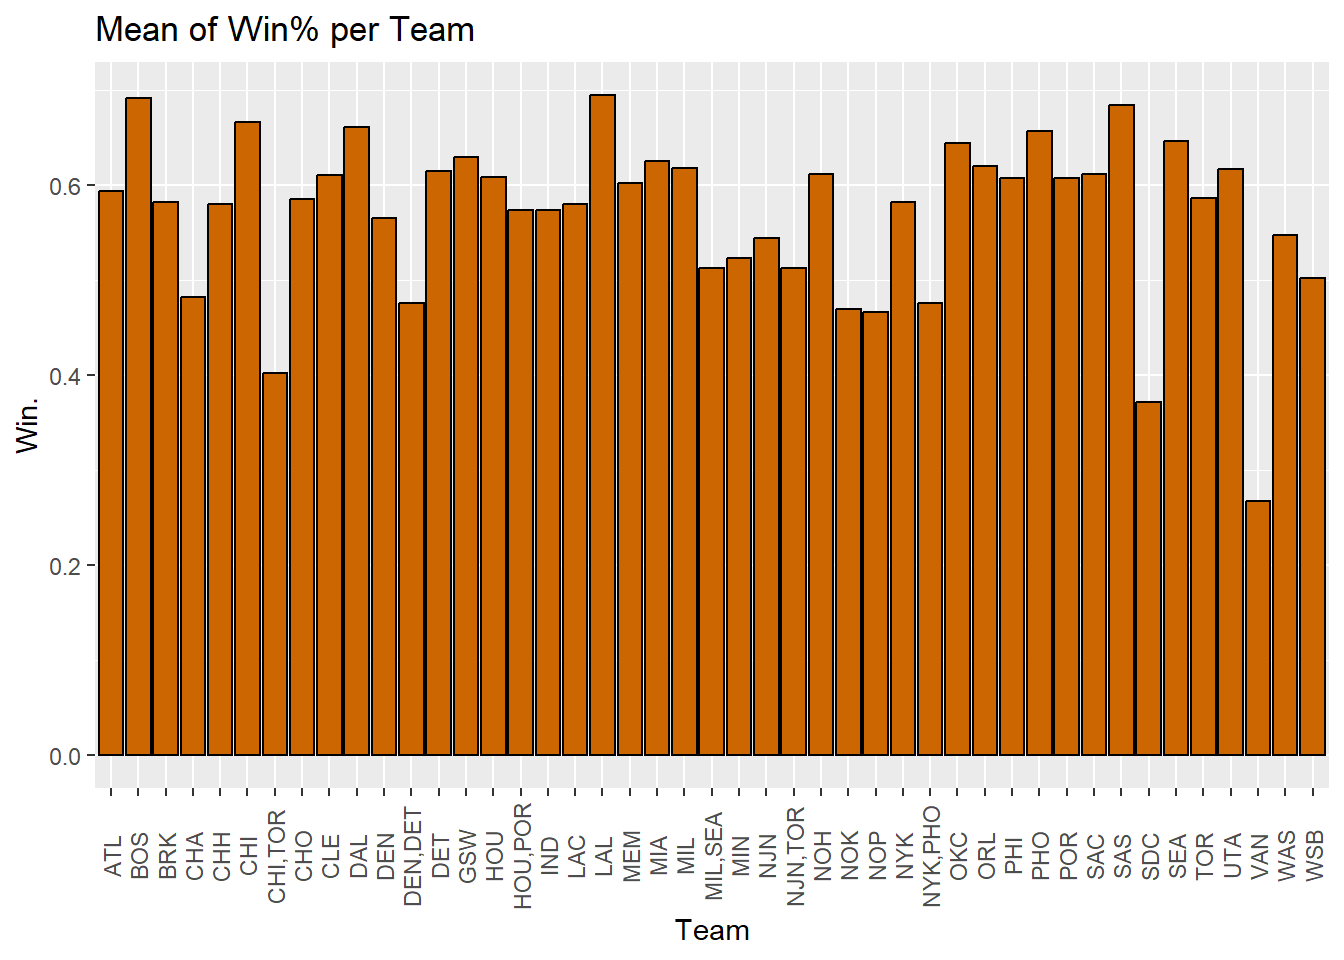 Mean of Win% per Team
Win.
0.6
0.4
0.2
0.0
ATL
BOS
BRK
CHA
CHH
CHI
CHI,TOR
CHO
CLE
DAL
DEN
DEN,DET
DET
GSW
HOU
HOU,POR
IND
LAC
LAL
MEM
MIA
MIL
MIL,SEA
MIN
NJN
NJN,TOR
NOH
NOK
NOP
NYK
NYK,PHO
OKC
ORL
PHI
PHO
POR
SAC
SAS
SDC
SEA
TOR
UTA
VAN
WAS
WSB
Team